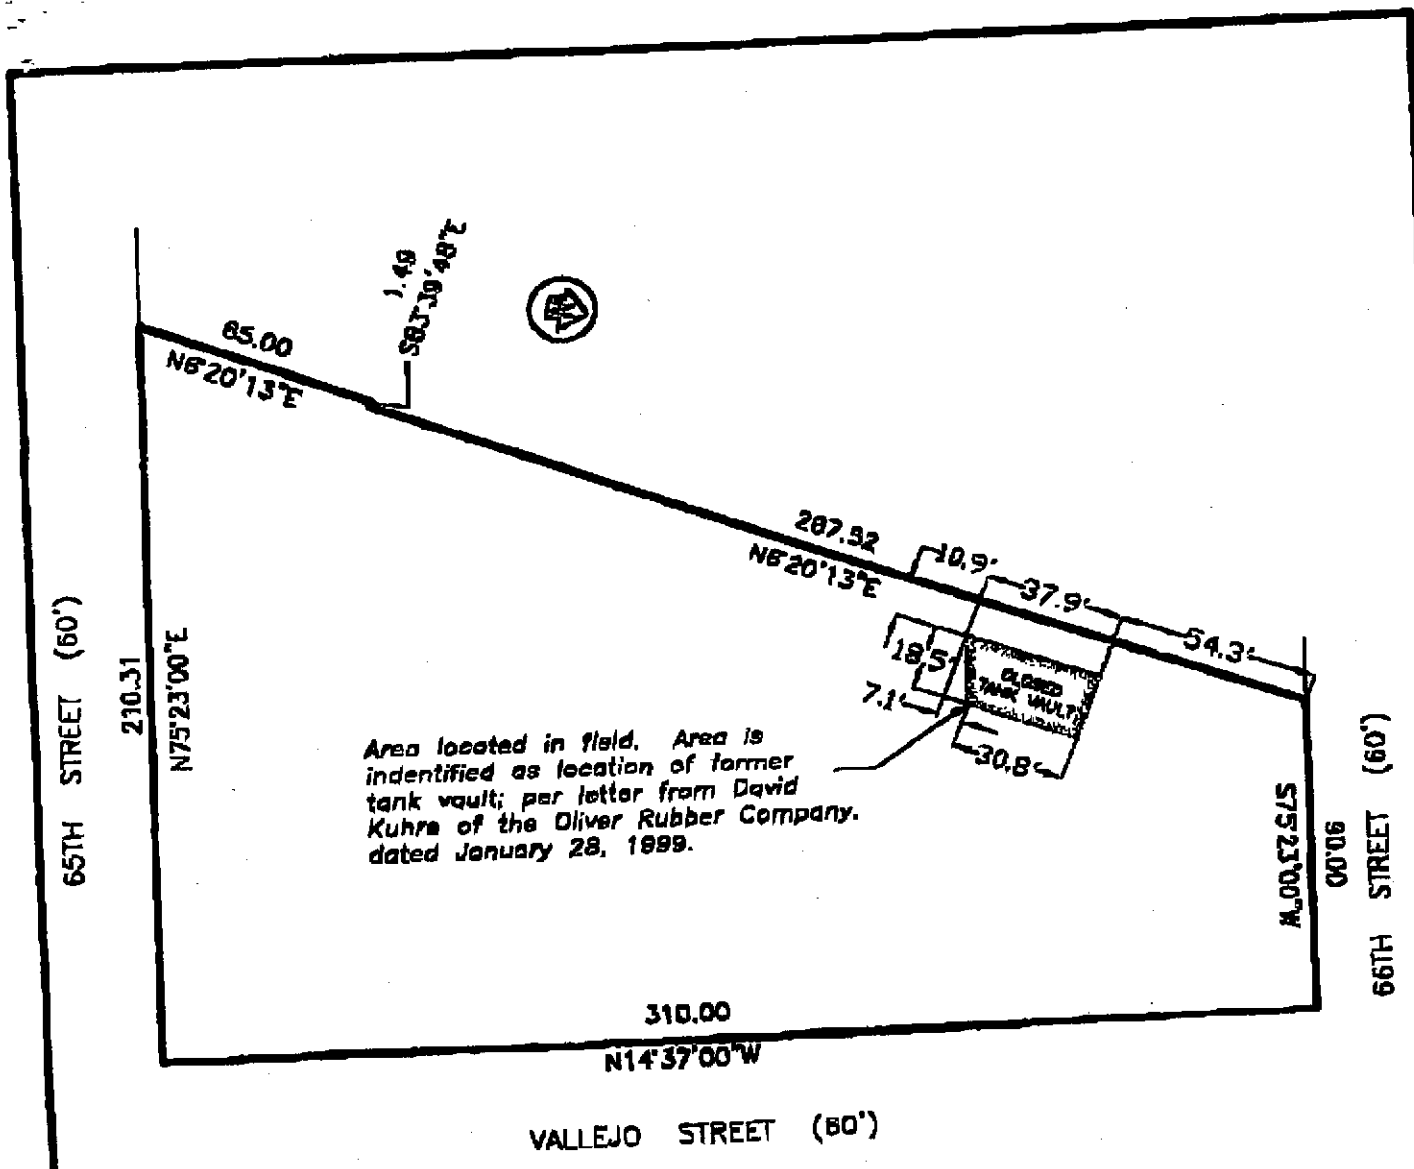 1.49
S83°39'48"E
65.00
N6°20'13"E
267.52
N6°20'13"E
10.9'
37.9'
54.3'
18.5'
7.1'
30.8'
CLOSED
TANK VAULT
65TH STREET (60')
210.31
N75°23'00"E
Area located in field. Area is
indentified as location of former
tank vault; per letter from David
Kuhre of the Oliver Rubber Company.
dated January 28, 1999.
S75°23'00"W
90.00
66TH STREET (60')
310.00
N14°37'00"W
VALLEJO STREET (60')